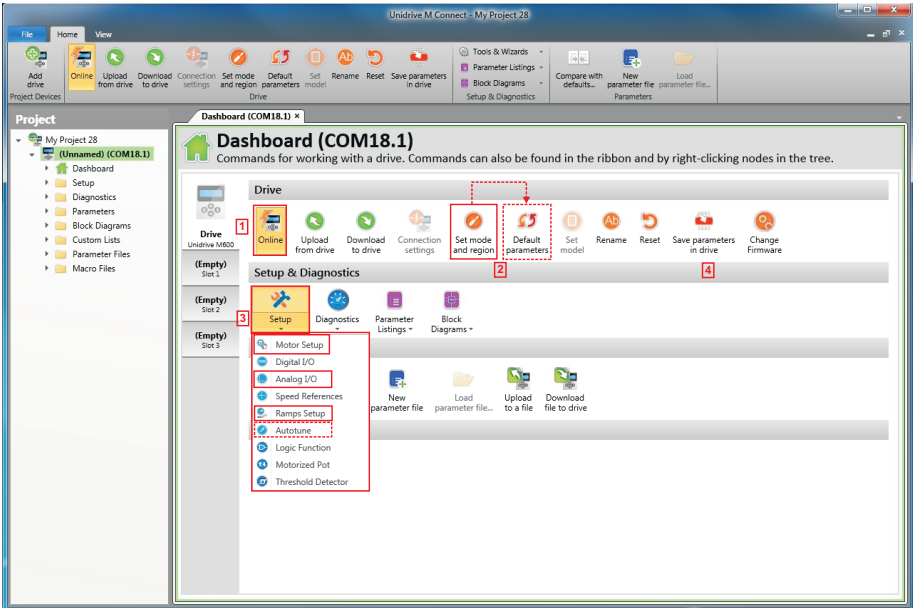 Unidrive M Connect - My Project 28
File Home View
Add drive
Online
Upload from drive
Download to drive
Connection settings
Set mode and region
Default parameters
Set model
Rename
Reset
Save parameters in drive
Tools & Wizards
Parameter Listings
Block Diagrams
Compare with defaults...
New parameter file
Load parameter file...
Project Devices
Drive
Setup & Diagnostics
Parameters
Project
My Project 28
(Unnamed) (COM18.1)
Dashboard
Setup
Diagnostics
Parameters
Block Diagrams
Custom Lists
Parameter Files
Macro Files
Dashboard (COM18.1) ×
Dashboard (COM18.1)
Commands for working with a drive. Commands can also be found in the ribbon and by right-clicking nodes in the tree.
Drive
Unidrive M600
(Empty)
Slot 1
(Empty)
Slot 2
(Empty)
Slot 3
Drive
1
Online
Upload from drive
Download to drive
Connection settings
Set mode and region
Default parameters
Set model
Rename
Reset
Save parameters in drive
Change Firmware
2
4
Setup & Diagnostics
3
Setup
Diagnostics
Parameter Listings
Block Diagrams
Motor Setup
Digital I/O
Analog I/O
Speed References
Ramps Setup
Autotune
Logic Function
Motorized Pot
Threshold Detector
New parameter file
Load parameter file...
Upload to a file
Download file to drive